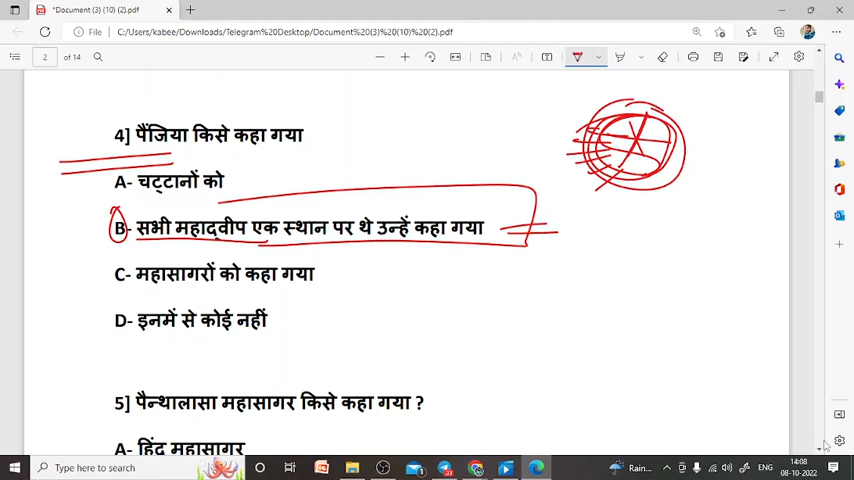 *Document (3) (10) (2).pdf
File
C:/Users/kabee/Downloads/Telegram%20Desktop/Document%20(3)%20(10)%20(2).pdf
2 of 14
4] पैंजिया किसे कहा गया
A- चट्टानों को
B- सभी महाद्वीप एक स्थान पर थे उन्हें कहा गया
C- महासागरों को कहा गया
D- इनमें से कोई नहीं
5] पैन्थालासा महासागर किसे कहा गया ?
A- हिंद महासागर
Type here to search
Rain...
ENG
14:08
08-10-2022